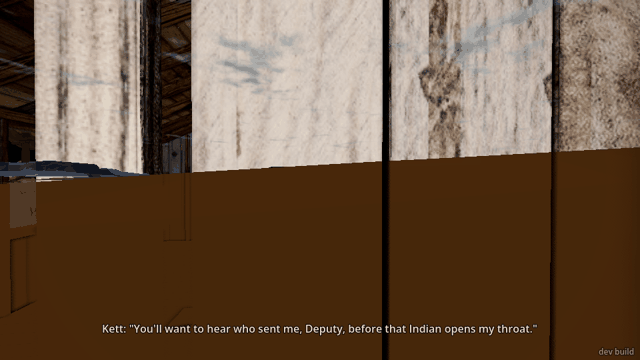 Kett: "You'll want to hear who sent me, Deputy, before that Indian opens my throat."
dev build